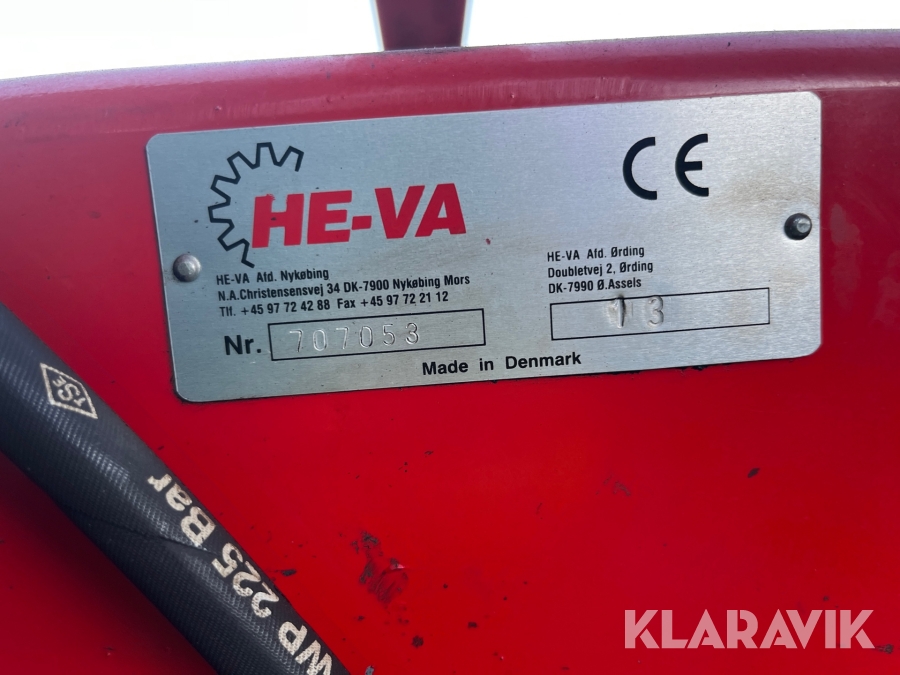 CE
HE-VA
HE-VA Afd. Nykøbing
N.A.Christensensvej 34 DK-7900 Nykøbing Mors
Tlf. +45 97 72 42 88 Fax +45 97 72 21 12
Nr. 707053
HE-VA Afd. Ørding
Doubletvej 2, Ørding
DK-7990 Ø.Assels
13
Made in Denmark
WP 225 Bar
KLARAVIK